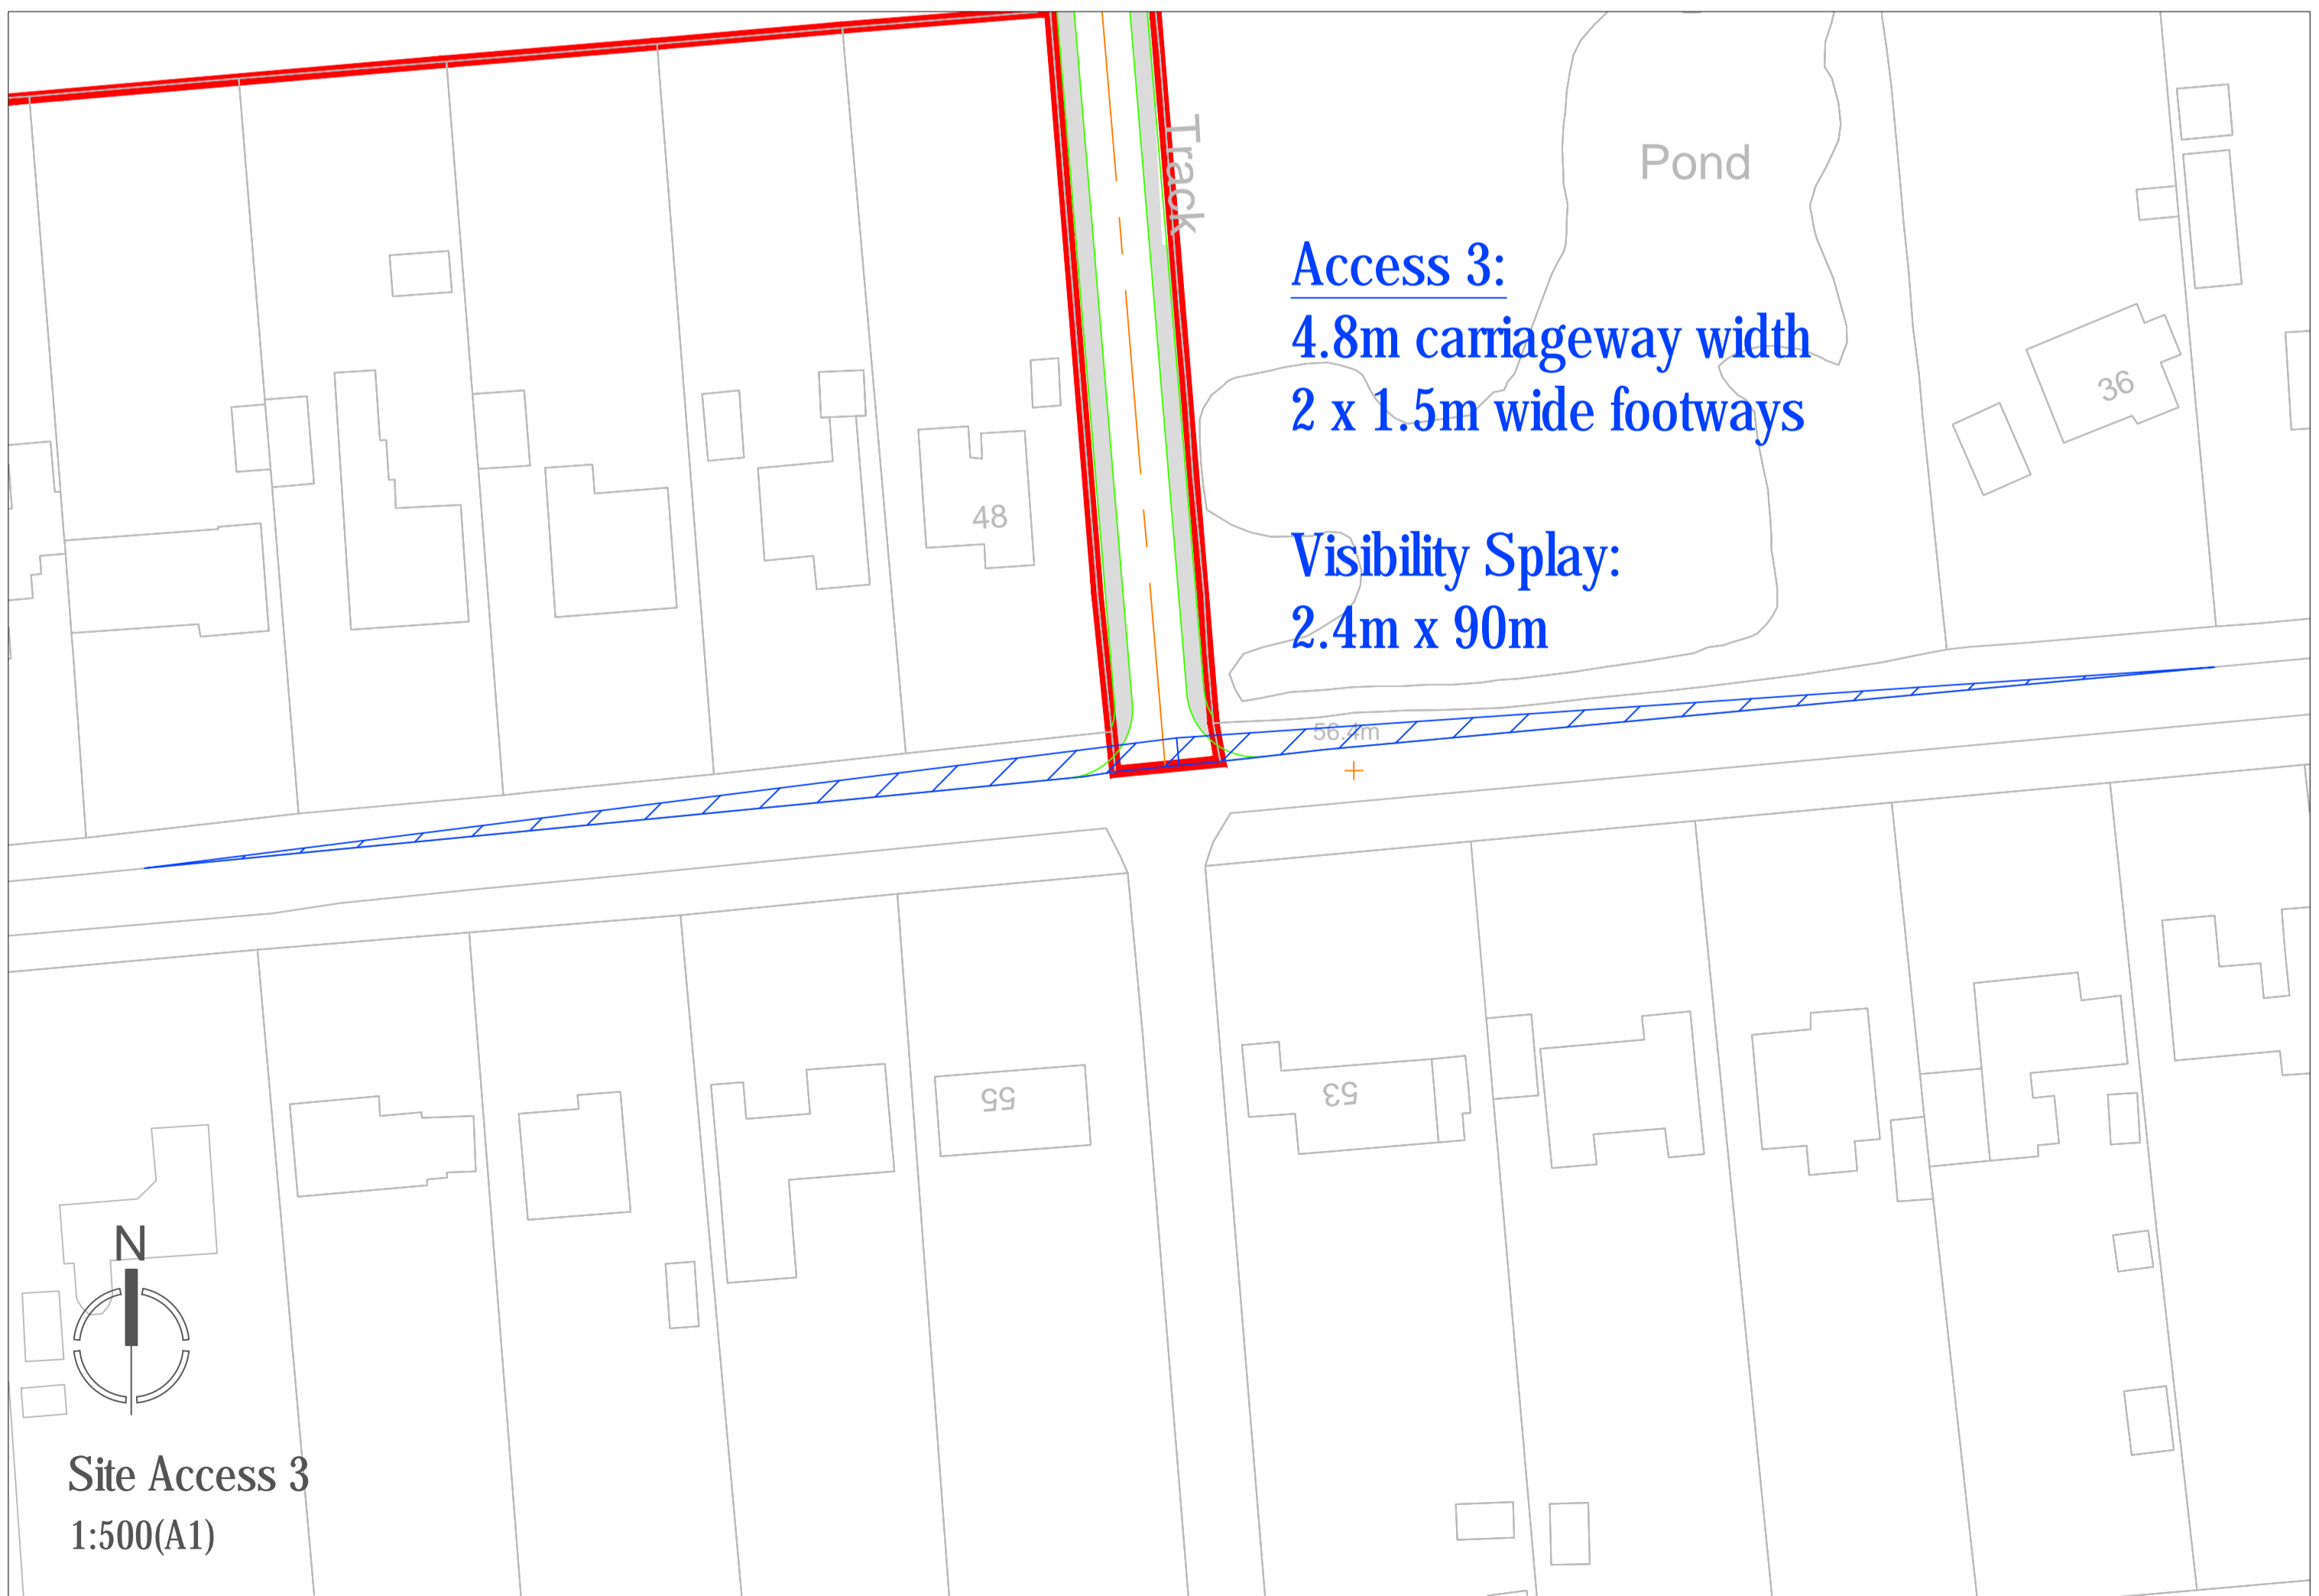 Track
Pond
Access 3:
4.8m carriageway width
2 x 1.5m wide footways
36
48
Visibility Splay:
2.4m x 90m
56.4m
55
53
N
Site Access 3
1:500(A1)